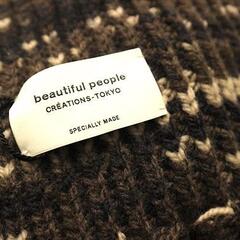 beautiful people
CRÉATIONS-TOKYO
SPECIALLY MADE